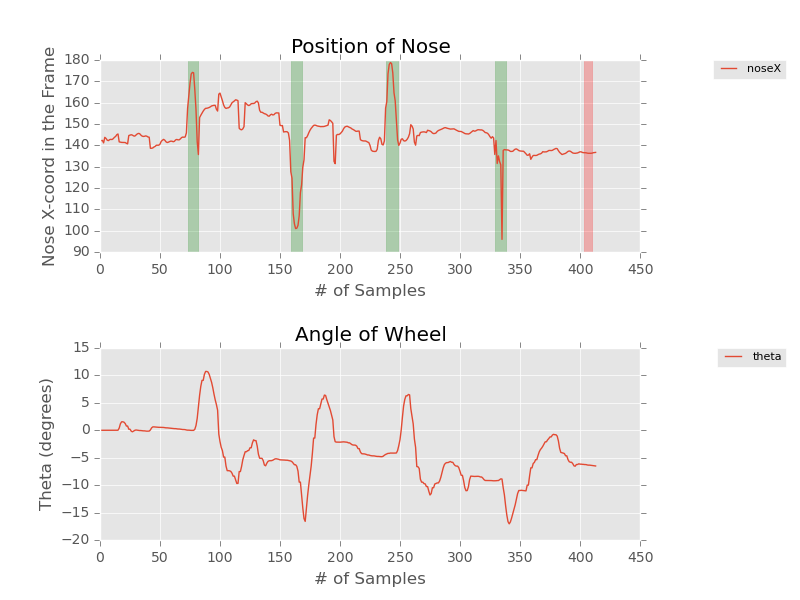 Position of Nose
Nose X-coord in the Frame
180
170
160
150
140
130
120
110
100
90
0 50 100 150 200 250 300 350 400 450
# of Samples
noseX
Angle of Wheel
Theta (degrees)
15
10
5
0
−5
−10
−15
−20
0 50 100 150 200 250 300 350 400 450
# of Samples
theta